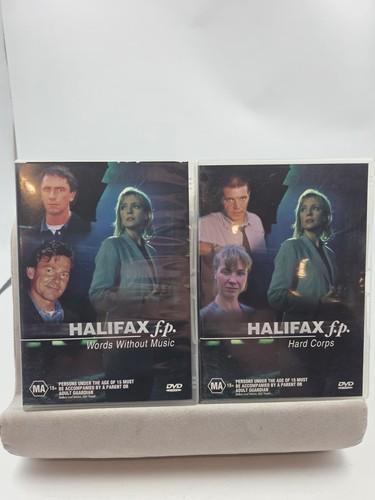 HALIFAX f.p.
Words Without Music
MA 15+
PERSONS UNDER THE AGE OF 15 MUST
BE ACCOMPANIED BY A PARENT OR
ADULT GUARDIAN
DVD
HALIFAX f.p.
Hard Corps
MA 15+
PERSONS UNDER THE AGE OF 15 MUST
BE ACCOMPANIED BY A PARENT OR
ADULT GUARDIAN
DVD